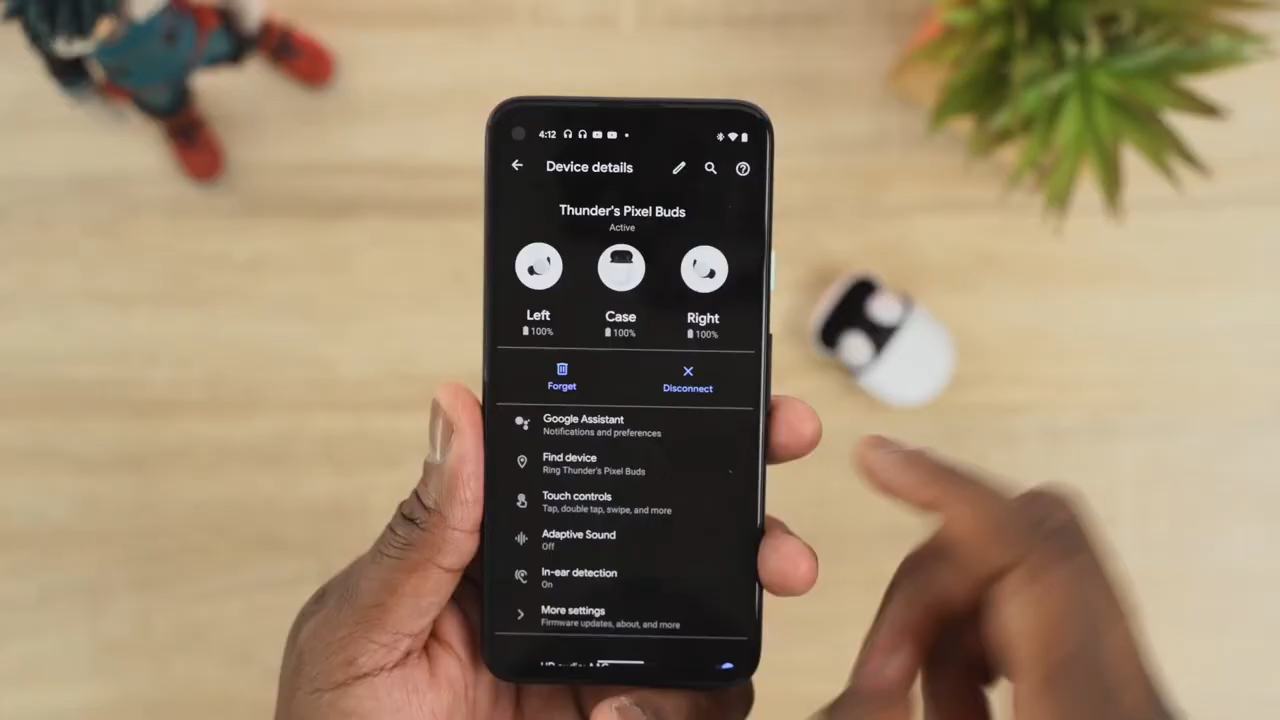 4:12
Device details
Thunder's Pixel Buds
Active
Left Case Right
100% 100% 100%
Forget Disconnect
Google Assistant
Notifications and preferences
Find device
Ring Thunder's Pixel Buds
Touch controls
Tap, double tap, swipe, and more
Adaptive Sound
Off
In-ear detection
On
More settings
Firmware updates, about, and more